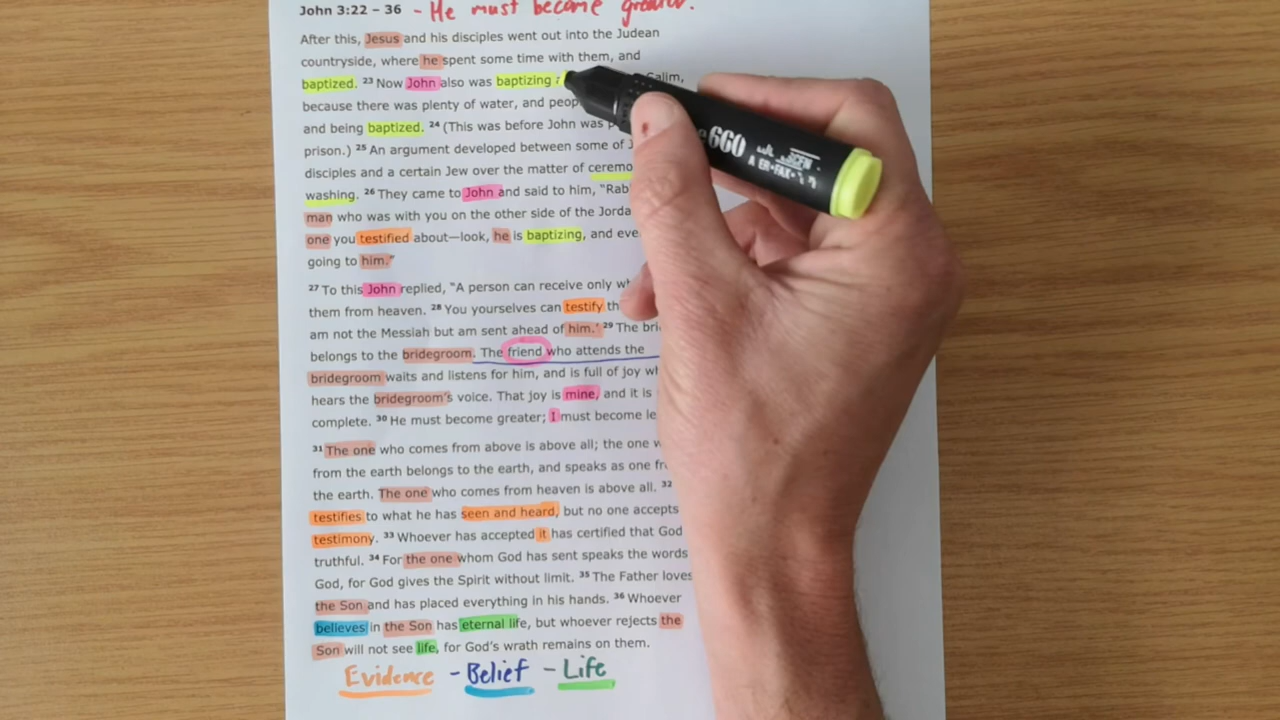 John 3:22 – 36 - He must become greater.
After this, Jesus and his disciples went out into the Judean
countryside, where he spent some time with them, and
baptized. ²³ Now John also was baptizing Salim,
because there was plenty of water, and
and being baptized. ²⁴ (This was before John was
prison.) ²⁵ An argument developed between some of
disciples and a certain Jew over the matter of
washing. ²⁶ They came to John and said to him,
man who was with you on the other side of the
one you testified about—look, he is baptizing, and
going to him."
²⁷ To this John replied, "A person can receive only
them from heaven. ²⁸ You yourselves can testify
am not the Messiah but am sent ahead of him.' ²⁹ The
belongs to the bridegroom. The friend who attends the
bridegroom waits and listens for him, and is full of joy
hears the bridegroom's voice. That joy is mine, and it is
complete. ³⁰ He must become greater; I must become
³¹ The one who comes from above is above all; the one
from the earth belongs to the earth, and speaks as one
the earth. The one who comes from heaven is above all. ³²
testifies to what he has seen and heard, but no one accepts
testimony. ³³ Whoever has accepted it has certified that God
truthful. ³⁴ For the one whom God has sent speaks the words
God, for God gives the Spirit without limit. ³⁵ The Father loves
the Son and has placed everything in his hands. ³⁶ Whoever
believes in the Son has eternal life, but whoever rejects the
Son will not see life, for God's wrath remains on them.
Evidence - Belief - Life
660